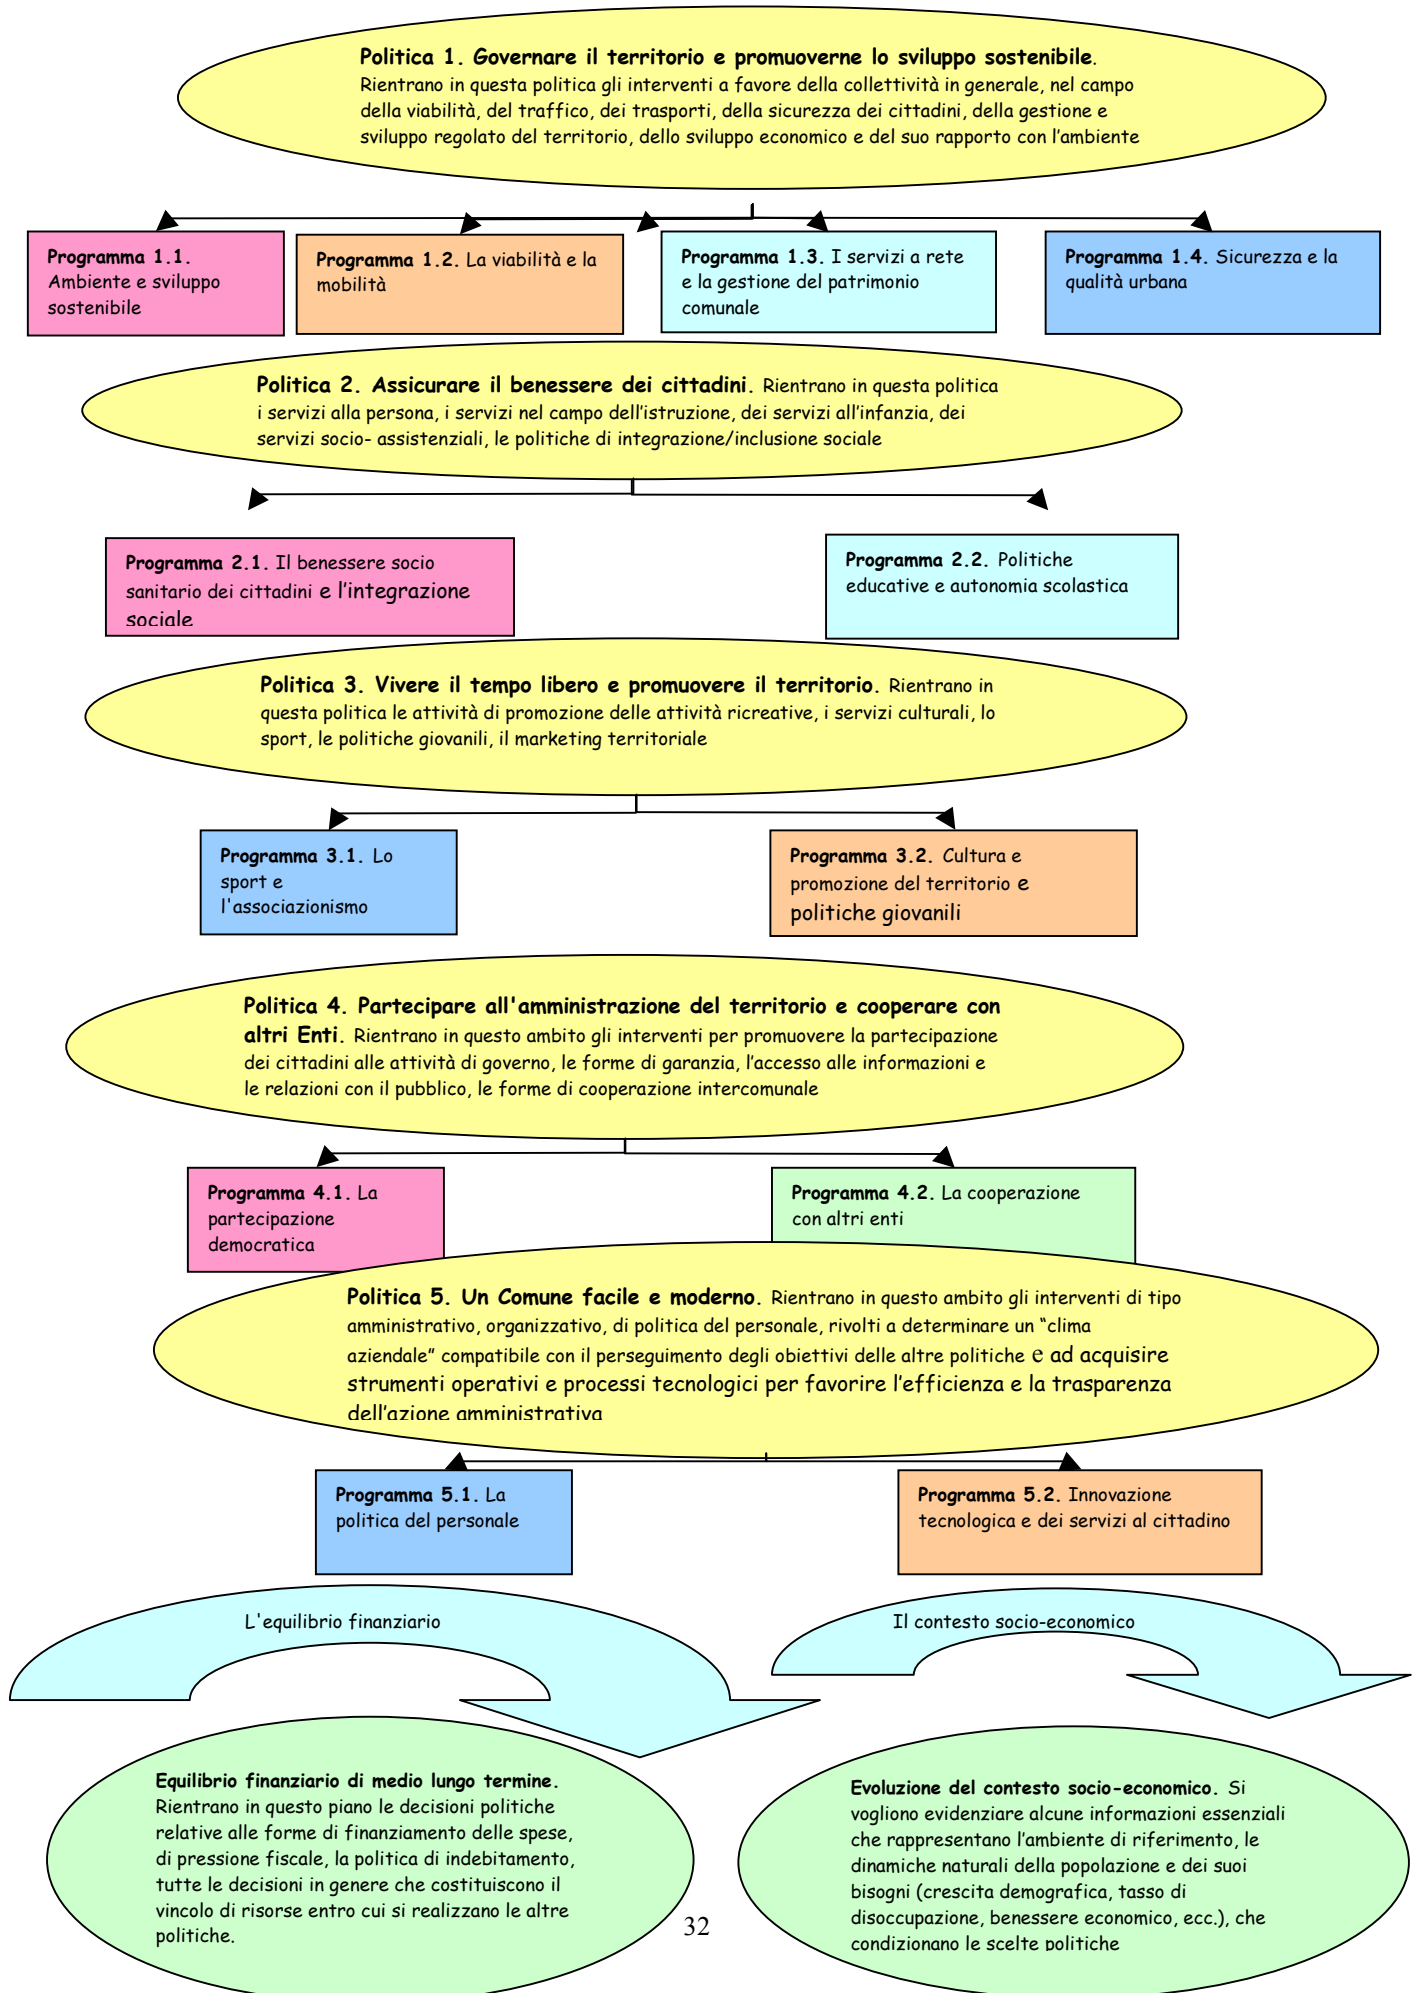 Politica 1. Governare il territorio e promuoverne lo sviluppo sostenibile.
Rientrano in questa politica gli interventi a favore della collettività in generale, nel campo
della viabilità, del traffico, dei trasporti, della sicurezza dei cittadini, della gestione e
sviluppo regolato del territorio, dello sviluppo economico e del suo rapporto con l’ambiente
Programma 1.1.
Ambiente e sviluppo
sostenibile
Programma 1.2. La viabilità e la
mobilità
Programma 1.3. I servizi a rete
e la gestione del patrimonio
comunale
Programma 1.4. Sicurezza e la
qualità urbana
Politica 2. Assicurare il benessere dei cittadini. Rientrano in questa politica
i servizi alla persona, i servizi nel campo dell’istruzione, dei servizi all’infanzia, dei
servizi socio- assistenziali, le politiche di integrazione/inclusione sociale
Programma 2.1. Il benessere socio
sanitario dei cittadini e l’integrazione
sociale
Programma 2.2. Politiche
educative e autonomia scolastica
Politica 3. Vivere il tempo libero e promuovere il territorio. Rientrano in
questa politica le attività di promozione delle attività ricreative, i servizi culturali, lo
sport, le politiche giovanili, il marketing territoriale
Programma 3.1. Lo
sport e
l'associazionismo
Programma 3.2. Cultura e
promozione del territorio e
politiche giovanili
Politica 4. Partecipare all'amministrazione del territorio e cooperare con
altri Enti. Rientrano in questo ambito gli interventi per promuovere la partecipazione
dei cittadini alle attività di governo, le forme di garanzia, l’accesso alle informazioni e
le relazioni con il pubblico, le forme di cooperazione intercomunale
Programma 4.1. La
partecipazione
democratica
Programma 4.2. La cooperazione
con altri enti
Politica 5. Un Comune facile e moderno. Rientrano in questo ambito gli interventi di tipo
amministrativo, organizzativo, di politica del personale, rivolti a determinare un “clima
aziendale” compatibile con il perseguimento degli obiettivi delle altre politiche e ad acquisire
strumenti operativi e processi tecnologici per favorire l’efficienza e la trasparenza
dell’azione amministrativa
Programma 5.1. La
politica del personale
Programma 5.2. Innovazione
tecnologica e dei servizi al cittadino
L'equilibrio finanziario
Il contesto socio-economico
Equilibrio finanziario di medio lungo termine.
Rientrano in questo piano le decisioni politiche
relative alle forme di finanziamento delle spese,
di pressione fiscale, la politica di indebitamento,
tutte le decisioni in genere che costituiscono il
vincolo di risorse entro cui si realizzano le altre
politiche.
Evoluzione del contesto socio-economico. Si
vogliono evidenziare alcune informazioni essenziali
che rappresentano l’ambiente di riferimento, le
dinamiche naturali della popolazione e dei suoi
bisogni (crescita demografica, tasso di
disoccupazione, benessere economico, ecc.), che
condizionano le scelte politiche
32